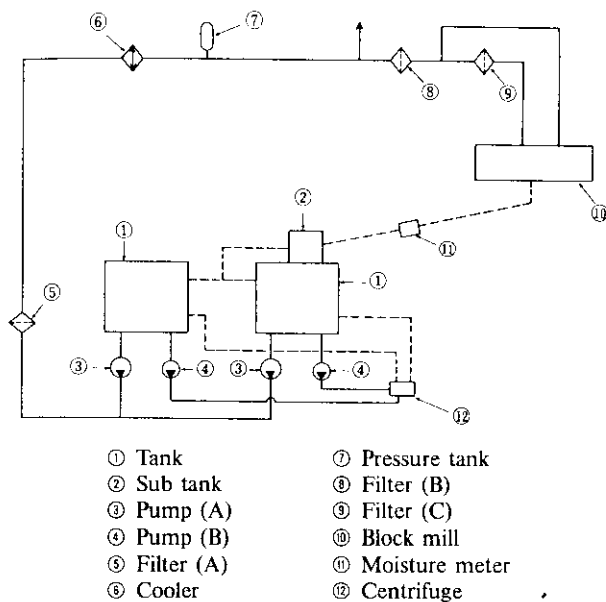 ⑥
⑦
⑧
⑨
⑩
②
⑪
①
①
⑤
③
④
③
④
⑫
① Tank
② Sub tank
③ Pump (A)
④ Pump (B)
⑤ Filter (A)
⑥ Cooler
⑦ Pressure tank
⑧ Filter (B)
⑨ Filter (C)
⑩ Block mill
⑪ Moisture meter
⑫ Centrifuge